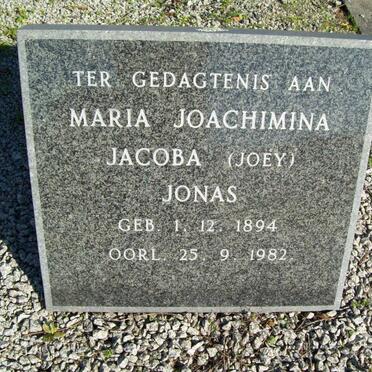 TER GEDAGTENIS AAN
MARIA JOACHIMINA
JACOBA (JOEY)
JONAS
GEB. 1. 12. 1894
OORL. 25. 9. 1982.